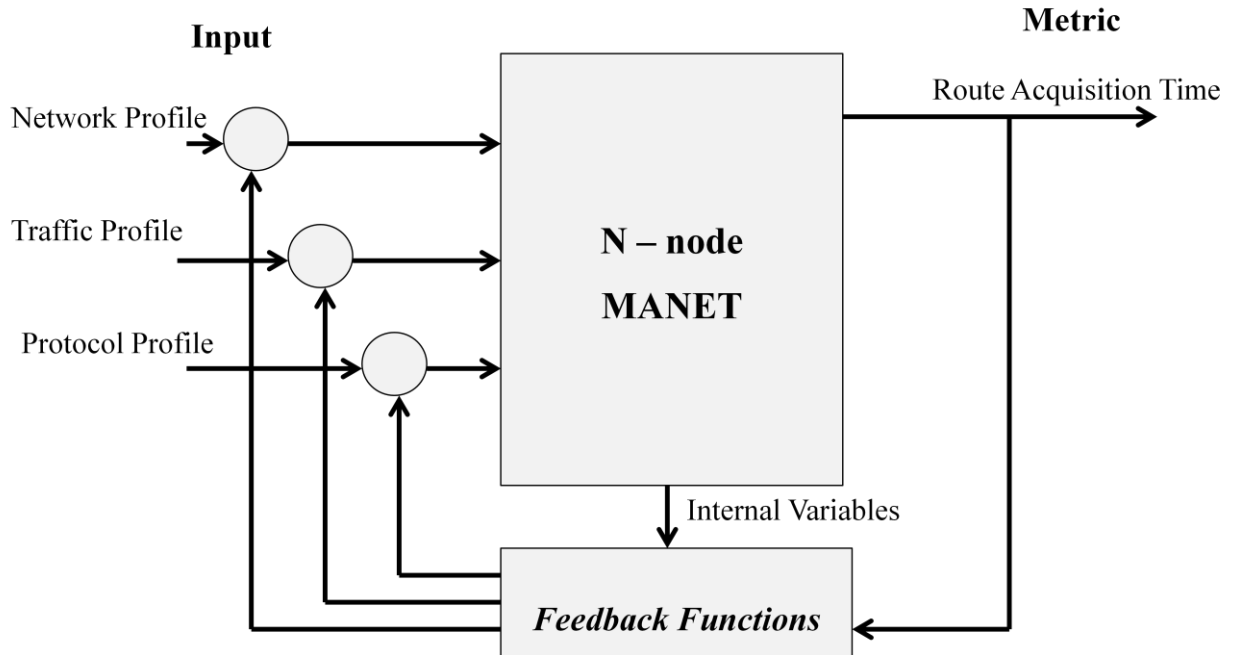 Input
Metric
Network Profile
Route Acquisition Time
Traffic Profile
Protocol Profile
N – node
MANET
Internal Variables
Feedback Functions